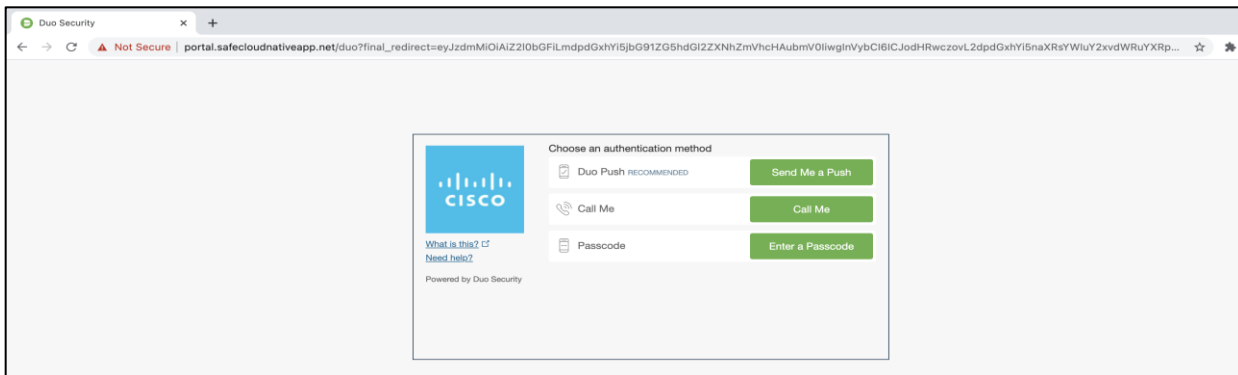 Duo Security
Not Secure portal.safecloudnativeapp.net/duo?final_redirect=eyJzdmMiOiAiZ2l0bGFiLmdpdGxhYi5jbG91ZG5hdGl2ZXNhZmVhcHAubmV0IiwgInVybCI6ICJodHRwczovL2dpdGxhYi5naXRsYWIuY2xvdWRuYXRp...
Choose an authentication method
Duo Push RECOMMENDED Send Me a Push
CISCO
Call Me Call Me
What is this?
Passcode Enter a Passcode
Need help?
Powered by Duo Security